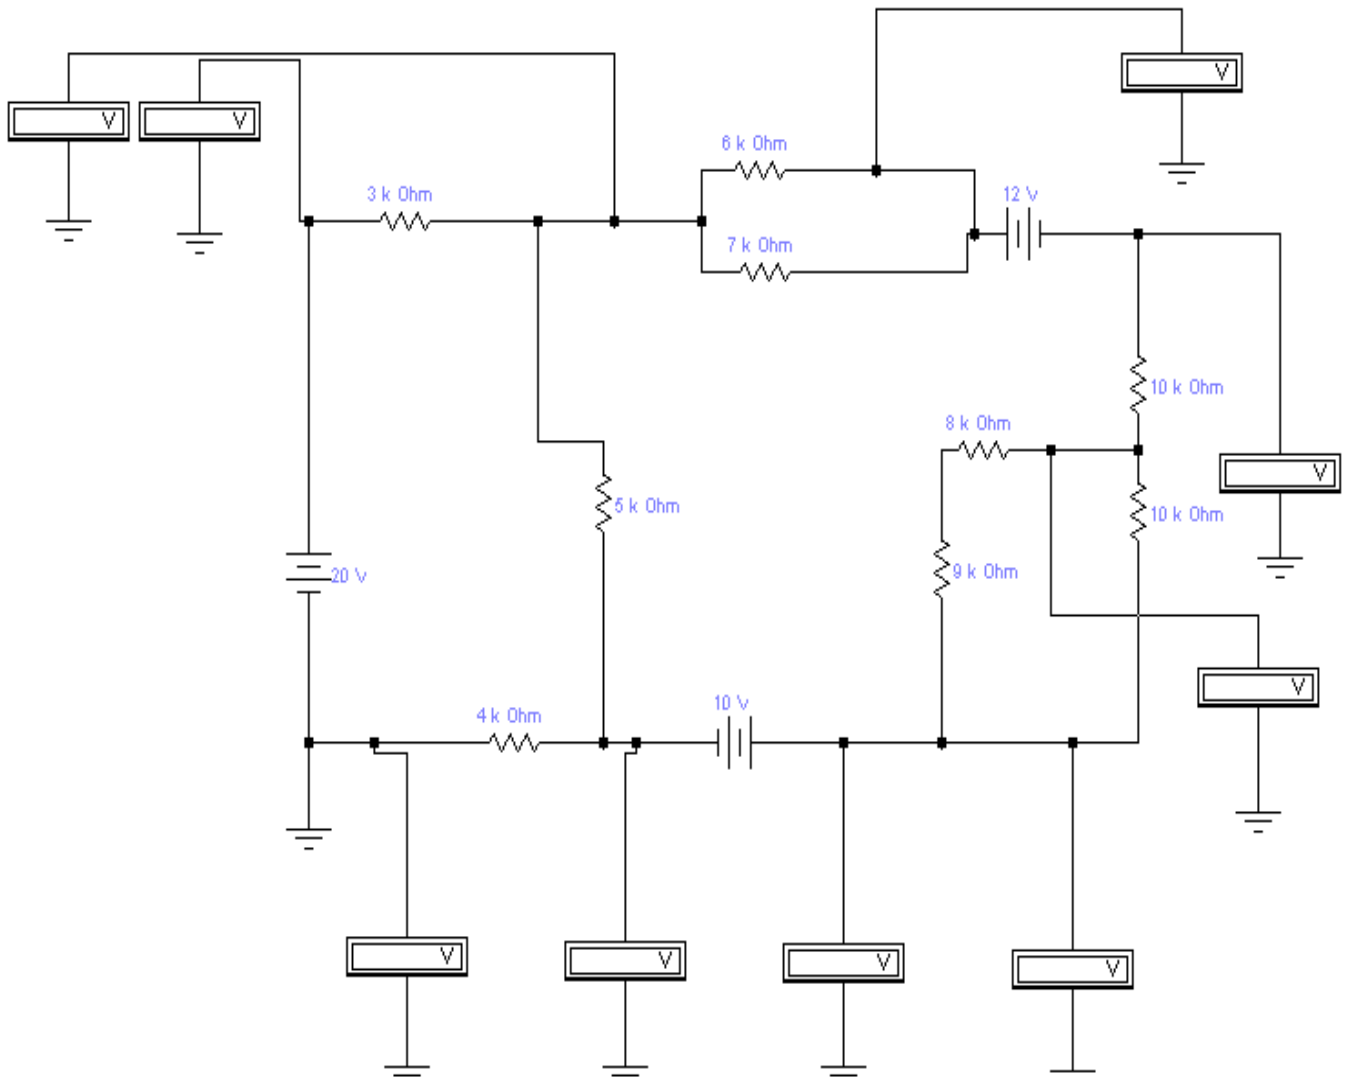 V
V
V
6 k Ohm
3 k Ohm
12 V
7 k Ohm
10 k Ohm
8 k Ohm
V
5 k Ohm
10 k Ohm
9 k Ohm
20 V
V
10 V
4 k Ohm
V
V
V
V